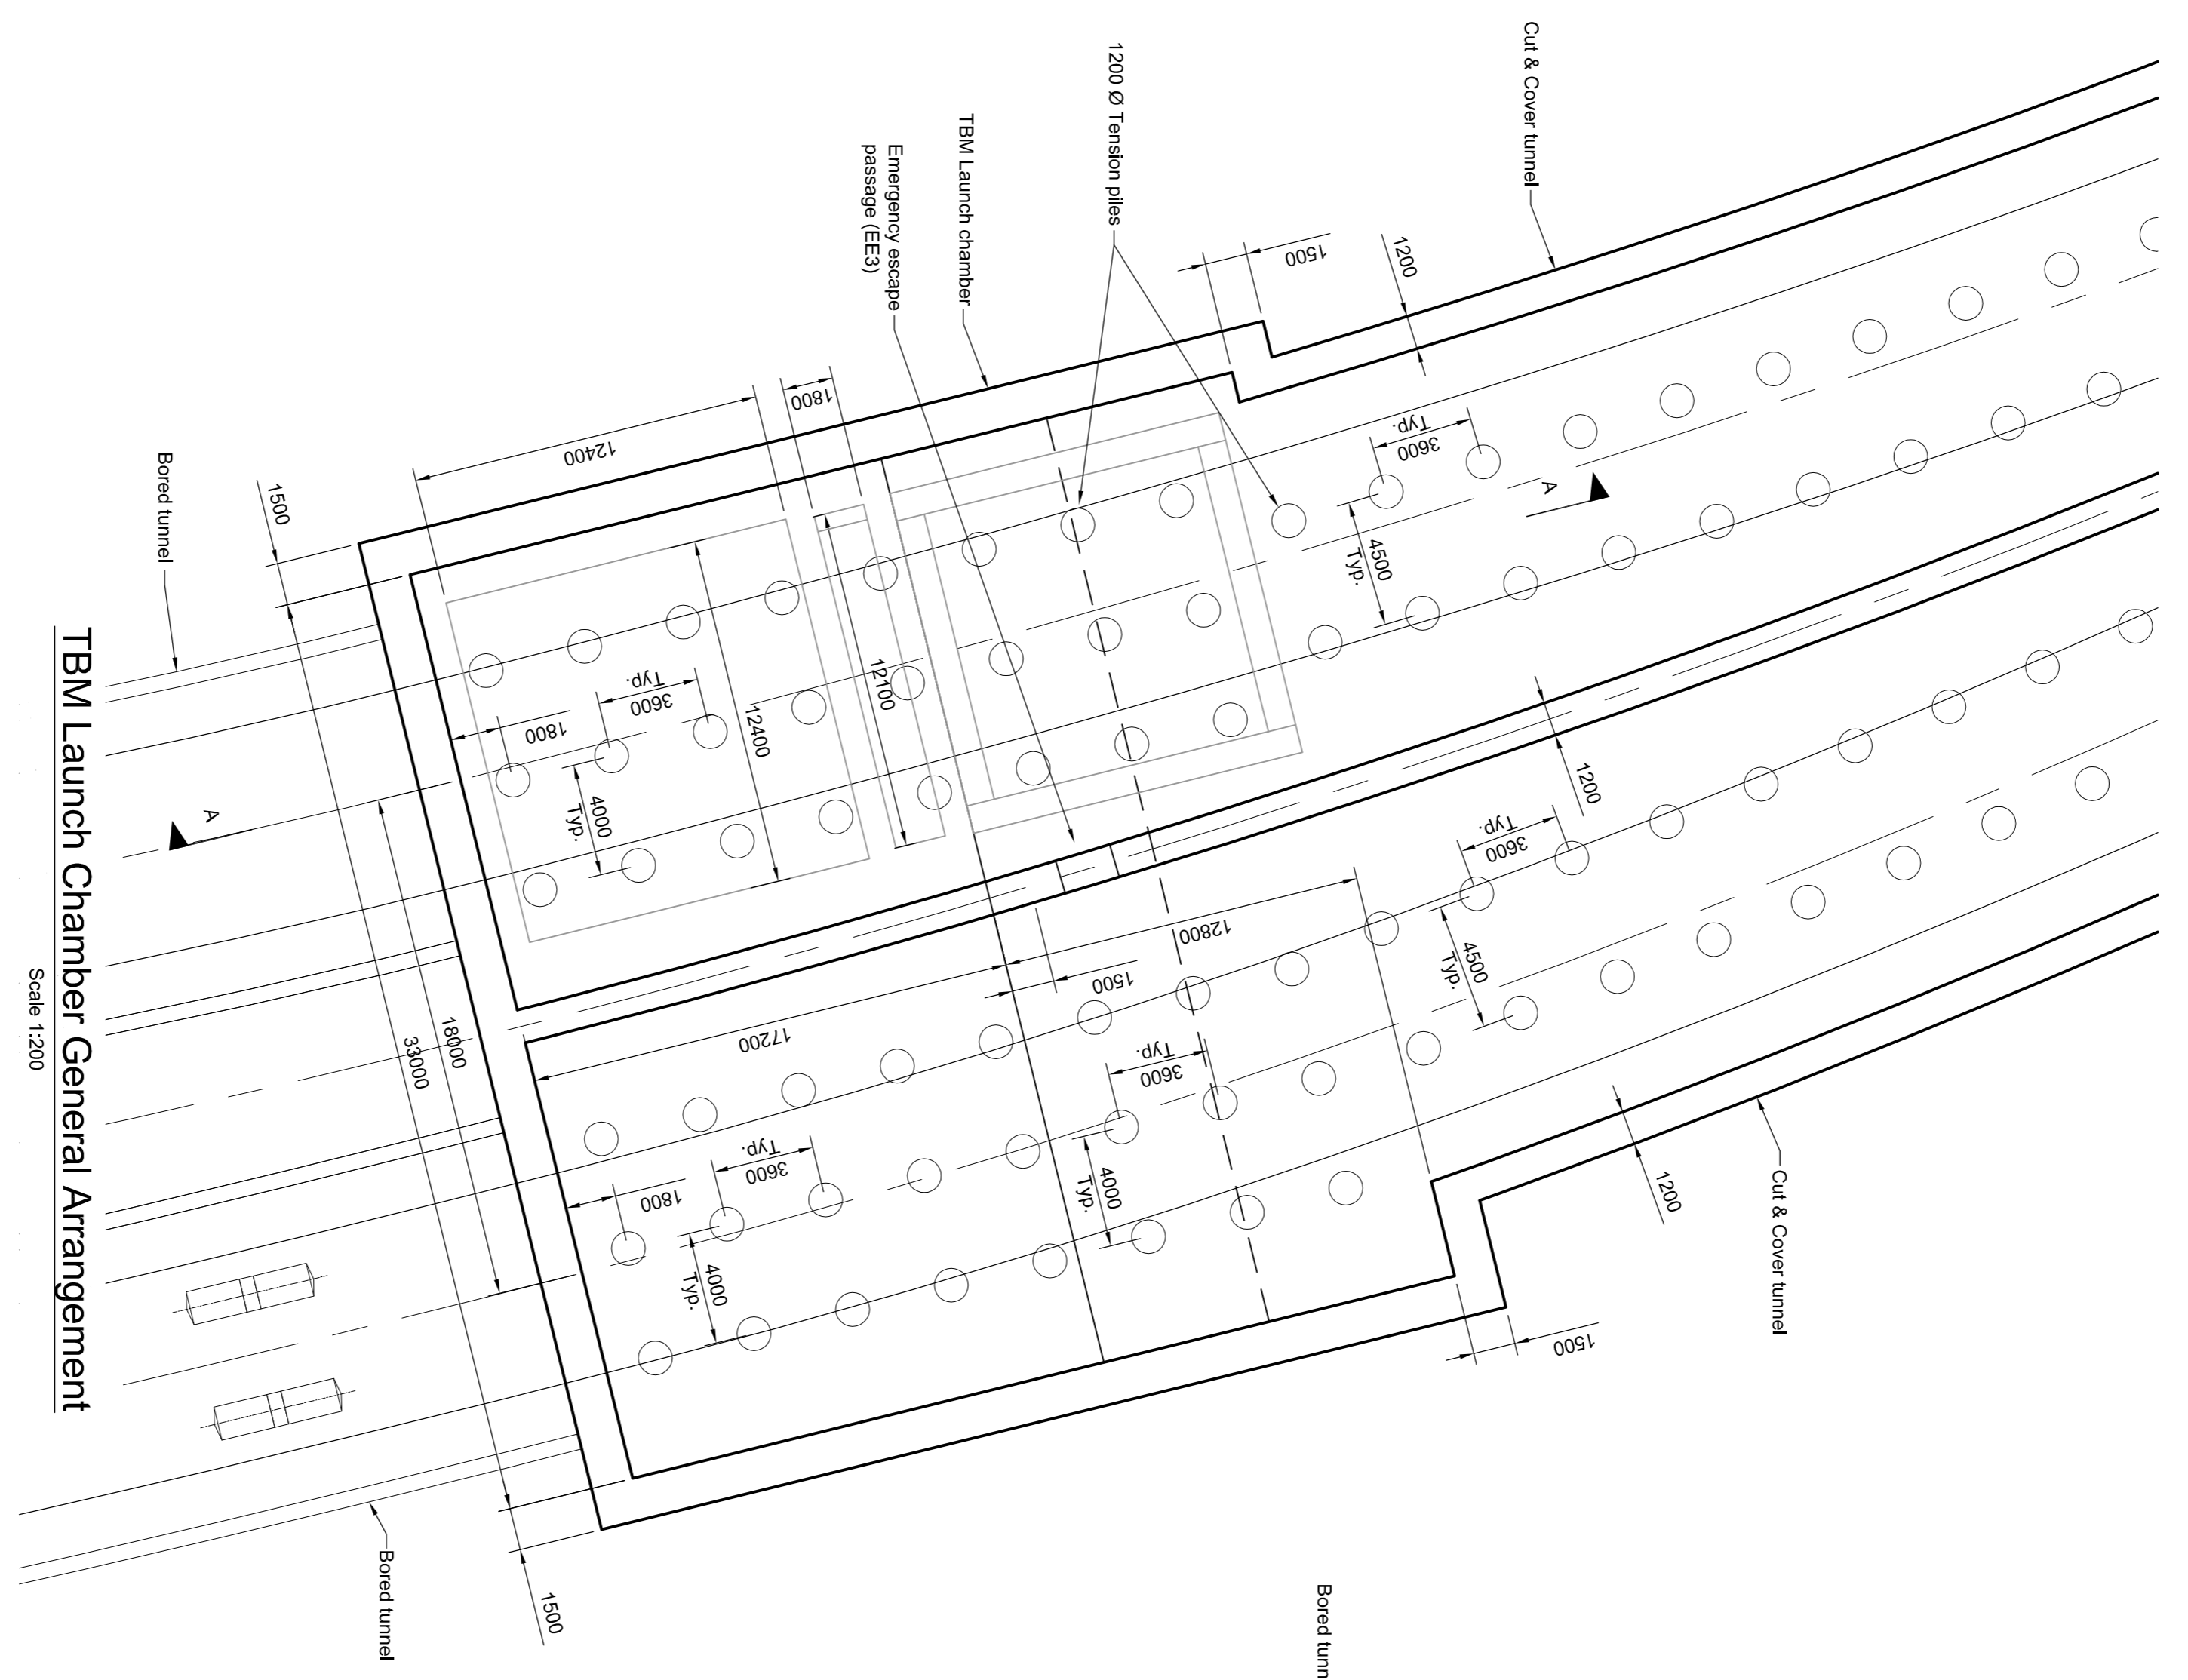 Cut & Cover tunnel
1200 Ø Tension piles
TBM Launch chamber
Emergency escape
passage (EE3)
Bored tunnel
1200
1500
1800
12400
1500
3600
Typ.
4500
Typ.
A
12100
12400
3600
Typ.
1800
4000
Typ.
A
1200
3600
Typ.
4500
Typ.
12800
1500
17200
18000
33000
3600
Typ.
4000
Typ.
3600
Typ.
1800
4000
Typ.
1200
Cut & Cover tunnel
1500
1500
Bored tunnel
Bored tunn
TBM Launch Chamber General Arrangement
Scale 1:200